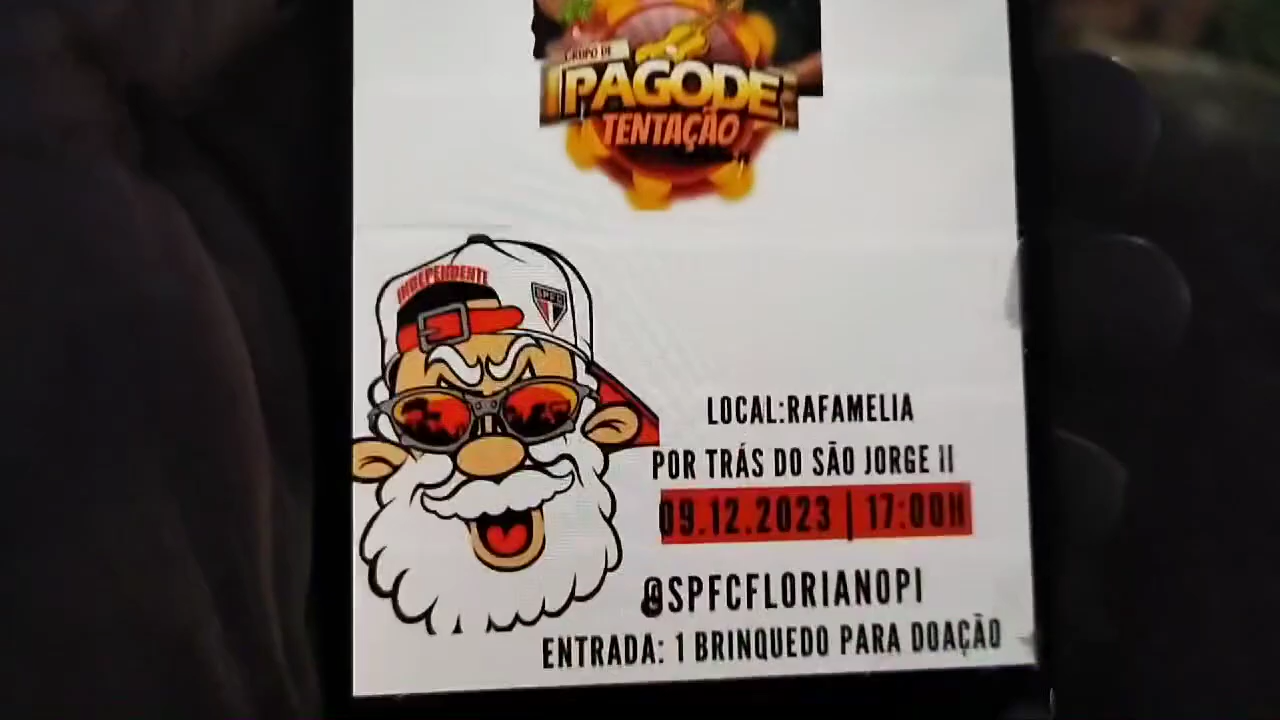 GRUPO DE
PAGODE
TENTAÇÃO
INDEPENDENTE
SPFC
LOCAL:RAFAMELIA
POR TRÁS DO SÃO JORGE II
09.12.2023 | 17:00H
@SPFCFLORIANOPI
ENTRADA: 1 BRINQUEDO PARA DOAÇÃO